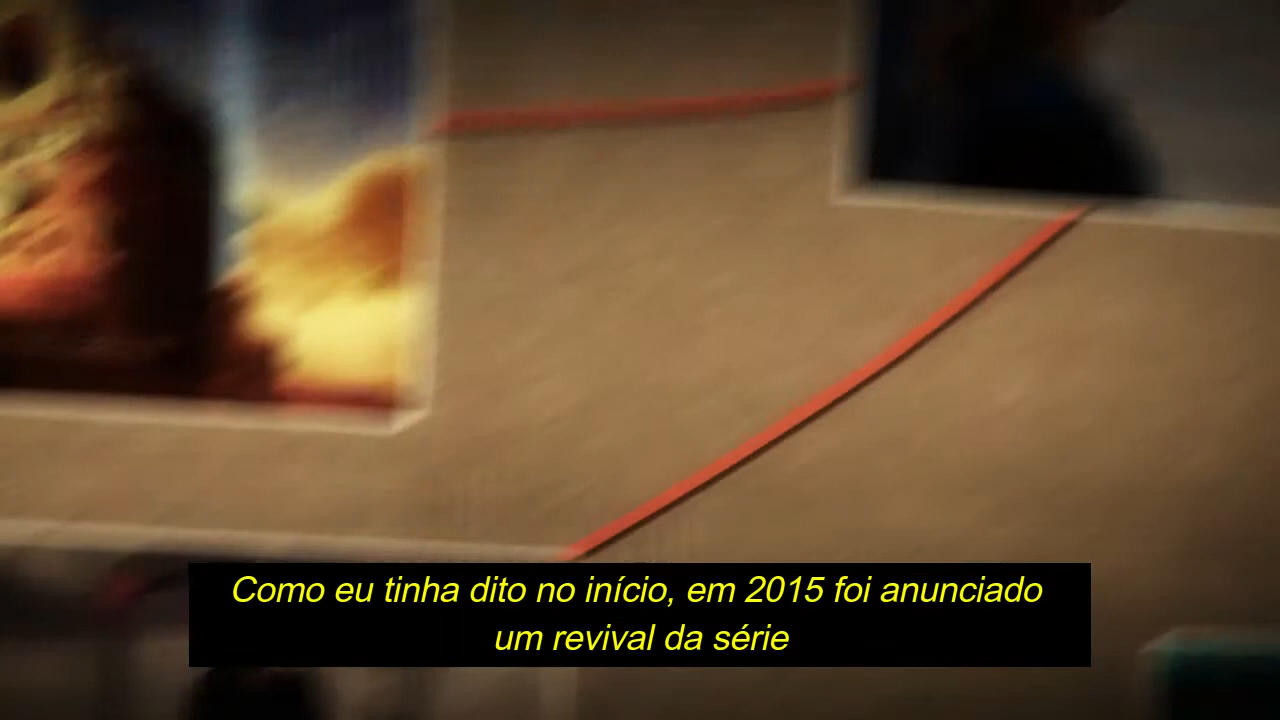 Como eu tinha dito no início, em 2015 foi anunciado
um revival da série